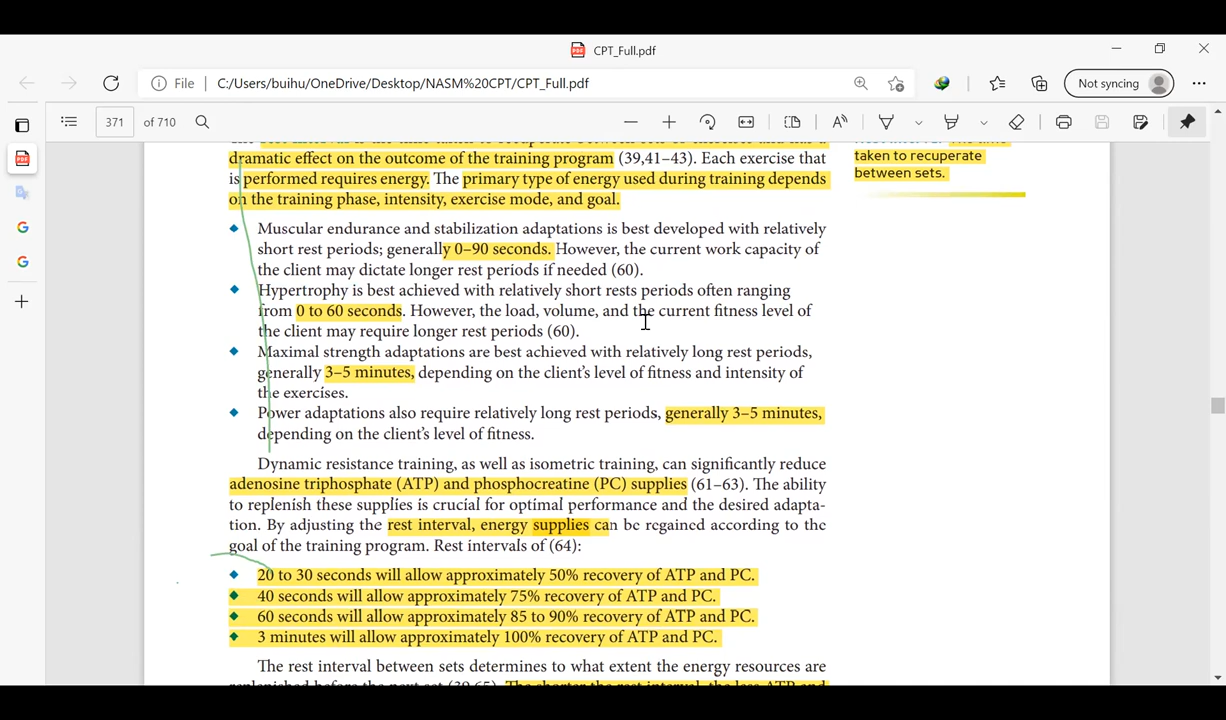 CPT_Full.pdf
File
C:/Users/buihu/OneDrive/Desktop/NASM%20CPT/CPT_Full.pdf
Not syncing
371
of 710
dramatic effect on the outcome of the training program (39,41–43). Each exercise that
is performed requires energy. The primary type of energy used during training depends
on the training phase, intensity, exercise mode, and goal.
taken to recuperate
between sets.
Muscular endurance and stabilization adaptations is best developed with relatively
short rest periods; generally 0–90 seconds. However, the current work capacity of
the client may dictate longer rest periods if needed (60).
Hypertrophy is best achieved with relatively short rests periods often ranging
from 0 to 60 seconds. However, the load, volume, and the current fitness level of
the client may require longer rest periods (60).
Maximal strength adaptations are best achieved with relatively long rest periods,
generally 3–5 minutes, depending on the client's level of fitness and intensity of
the exercises.
Power adaptations also require relatively long rest periods, generally 3–5 minutes,
depending on the client's level of fitness.
Dynamic resistance training, as well as isometric training, can significantly reduce
adenosine triphosphate (ATP) and phosphocreatine (PC) supplies (61–63). The ability
to replenish these supplies is crucial for optimal performance and the desired adapta-
tion. By adjusting the rest interval, energy supplies can be regained according to the
goal of the training program. Rest intervals of (64):
20 to 30 seconds will allow approximately 50% recovery of ATP and PC.
40 seconds will allow approximately 75% recovery of ATP and PC.
60 seconds will allow approximately 85 to 90% recovery of ATP and PC.
3 minutes will allow approximately 100% recovery of ATP and PC.
The rest interval between sets determines to what extent the energy resources are